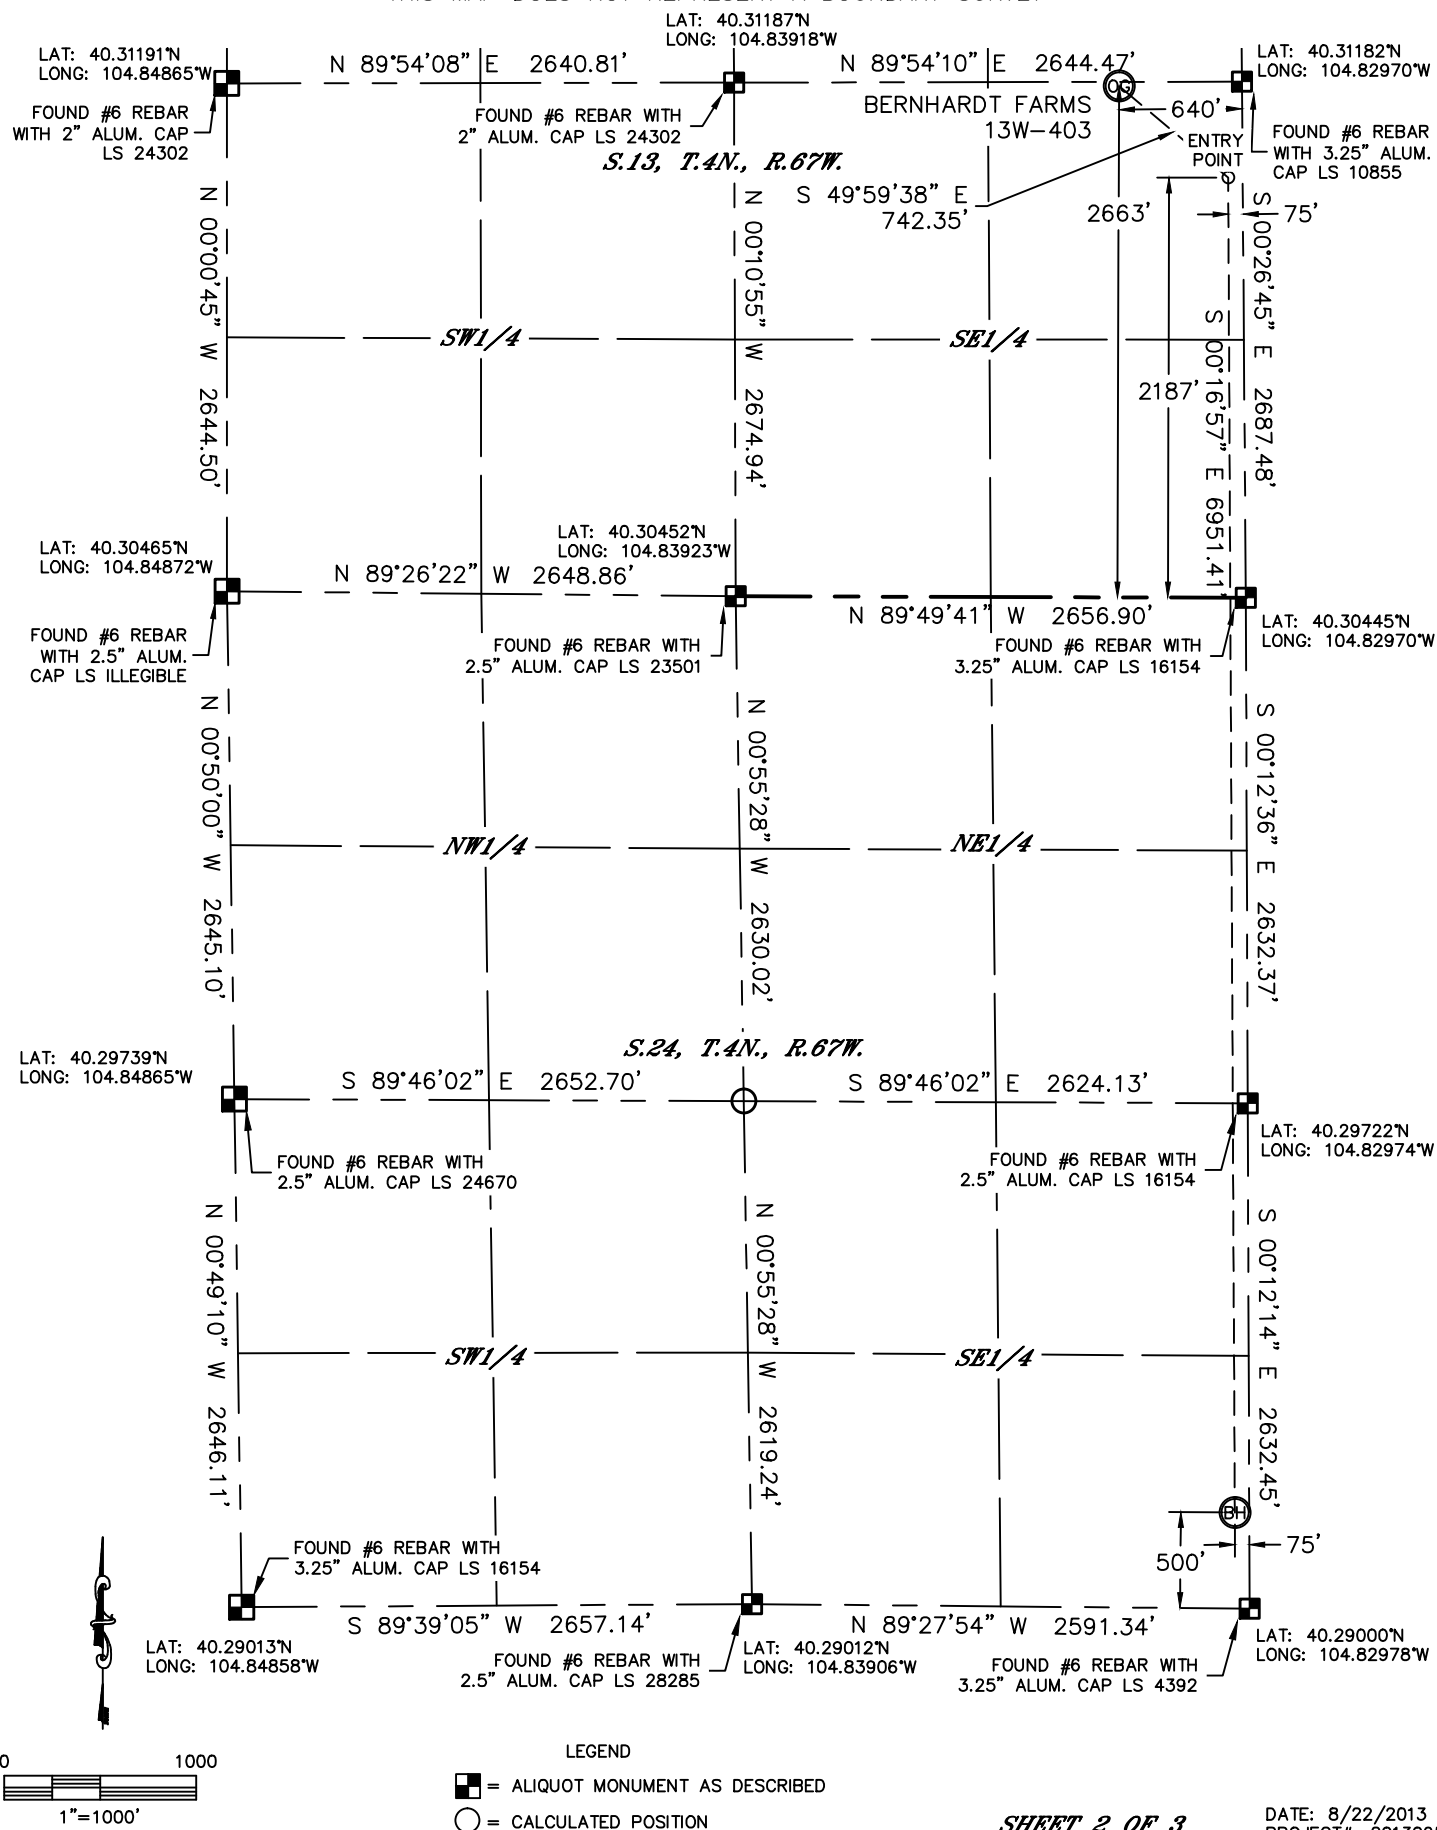 LAT: 40.31187°N
LONG: 104.83918°W
LAT: 40.31191°N
LONG: 104.84865°W
N 89°54'08" E 2640.81'
N 89°54'10" E 2644.47'
LAT: 40.31182°N
LONG: 104.82970°W
FOUND #6 REBAR
WITH 2" ALUM. CAP
LS 24302
FOUND #6 REBAR WITH
2" ALUM. CAP LS 24302
OG
BERNHARDT FARMS
13W-403
640'
ENTRY
POINT
FOUND #6 REBAR
WITH 3.25" ALUM.
CAP LS 10855
S.13, T.4N., R.67W.
S 49°59'38" E
742.35'
2663'
75'
N 00°00'45" W 2644.50'
N 00°10'55" W 2674.94'
S 00°26'45" E 2687.48'
S 00°16'57" E 6951.41'
SW1/4
SE1/4
2187'
LAT: 40.30465°N
LONG: 104.84872°W
LAT: 40.30452°N
LONG: 104.83923°W
N 89°26'22" W 2648.86'
N 89°49'41" W 2656.90'
LAT: 40.30445°N
LONG: 104.82970°W
FOUND #6 REBAR
WITH 2.5" ALUM.
CAP LS ILLEGIBLE
FOUND #6 REBAR WITH
2.5" ALUM. CAP LS 23501
FOUND #6 REBAR WITH
3.25" ALUM. CAP LS 16154
N 00°50'00" W 2645.10'
N 00°55'28" W 2630.02'
S 00°12'36" E 2632.37'
NW1/4
NE1/4
S.24, T.4N., R.67W.
LAT: 40.29739°N
LONG: 104.84865°W
S 89°46'02" E 2652.70'
S 89°46'02" E 2624.13'
LAT: 40.29722°N
LONG: 104.82974°W
FOUND #6 REBAR WITH
2.5" ALUM. CAP LS 24670
FOUND #6 REBAR WITH
2.5" ALUM. CAP LS 16154
N 00°49'10" W 2646.11'
N 00°55'28" W 2619.24'
S 00°12'14" E 2632.45'
SW1/4
SE1/4
BH
75'
500'
FOUND #6 REBAR WITH
3.25" ALUM. CAP LS 16154
S 89°39'05" W 2657.14'
N 89°27'54" W 2591.34'
LAT: 40.29013°N
LONG: 104.84858°W
FOUND #6 REBAR WITH
2.5" ALUM. CAP LS 28285
LAT: 40.29012°N
LONG: 104.83906°W
FOUND #6 REBAR WITH
3.25" ALUM. CAP LS 4392
LAT: 40.29000°N
LONG: 104.82978°W
0 1000
1"=1000'
LEGEND
= ALIQUOT MONUMENT AS DESCRIBED
= CALCULATED POSITION
SHEET 2 OF 3
DATE: 8/22/2013